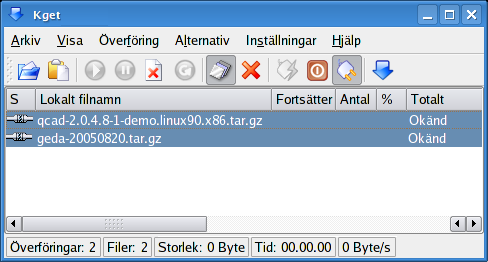 Kget
Arkiv Visa Överföring Alternativ Inställningar Hjälp
S Lokalt filnamn Fortsätter Antal % Totalt
qcad-2.0.4.8-1-demo.linux90.x86.tar.gz Okänd
geda-20050820.tar.gz Okänd
Överföringar: 2 Filer: 2 Storlek: 0 Byte Tid: 00.00.00 0 Byte/s